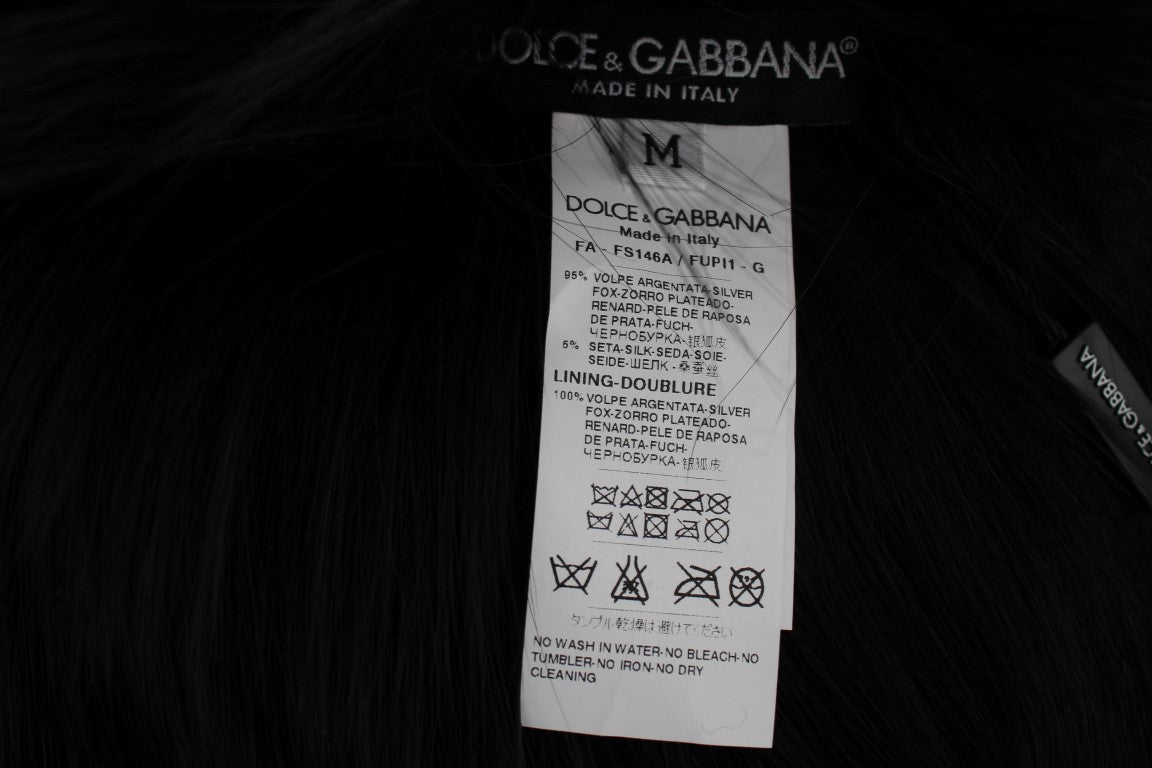 DOLCE & GABBANA®
MADE IN ITALY
M
DOLCE & GABBANA
Made in Italy
FA - FS146A / FUPI1 - G
95% VOLPE ARGENTATA-SILVER
FOX-ZORRO PLATEADO-
RENARD-PELE DE RAPOSA
DE PRATA-FUCH-
ЧЕРНОБУРКА-银狐皮
5% SETA-SILK-SEDA-SOIE-
SEIDE-ШЕЛК - 桑蚕丝
LINING-DOUBLURE
100% VOLPE ARGENTATA-SILVER
FOX-ZORRO PLATEADO-
RENARD-PELE DE RAPOSA
DE PRATA-FUCH-
ЧЕРНОБУРКА-银狐皮
タンブル乾燥は避けてください
NO WASH IN WATER-NO BLEACH-NO
TUMBLER-NO IRON-NO DRY
CLEANING
CE & GABBANA